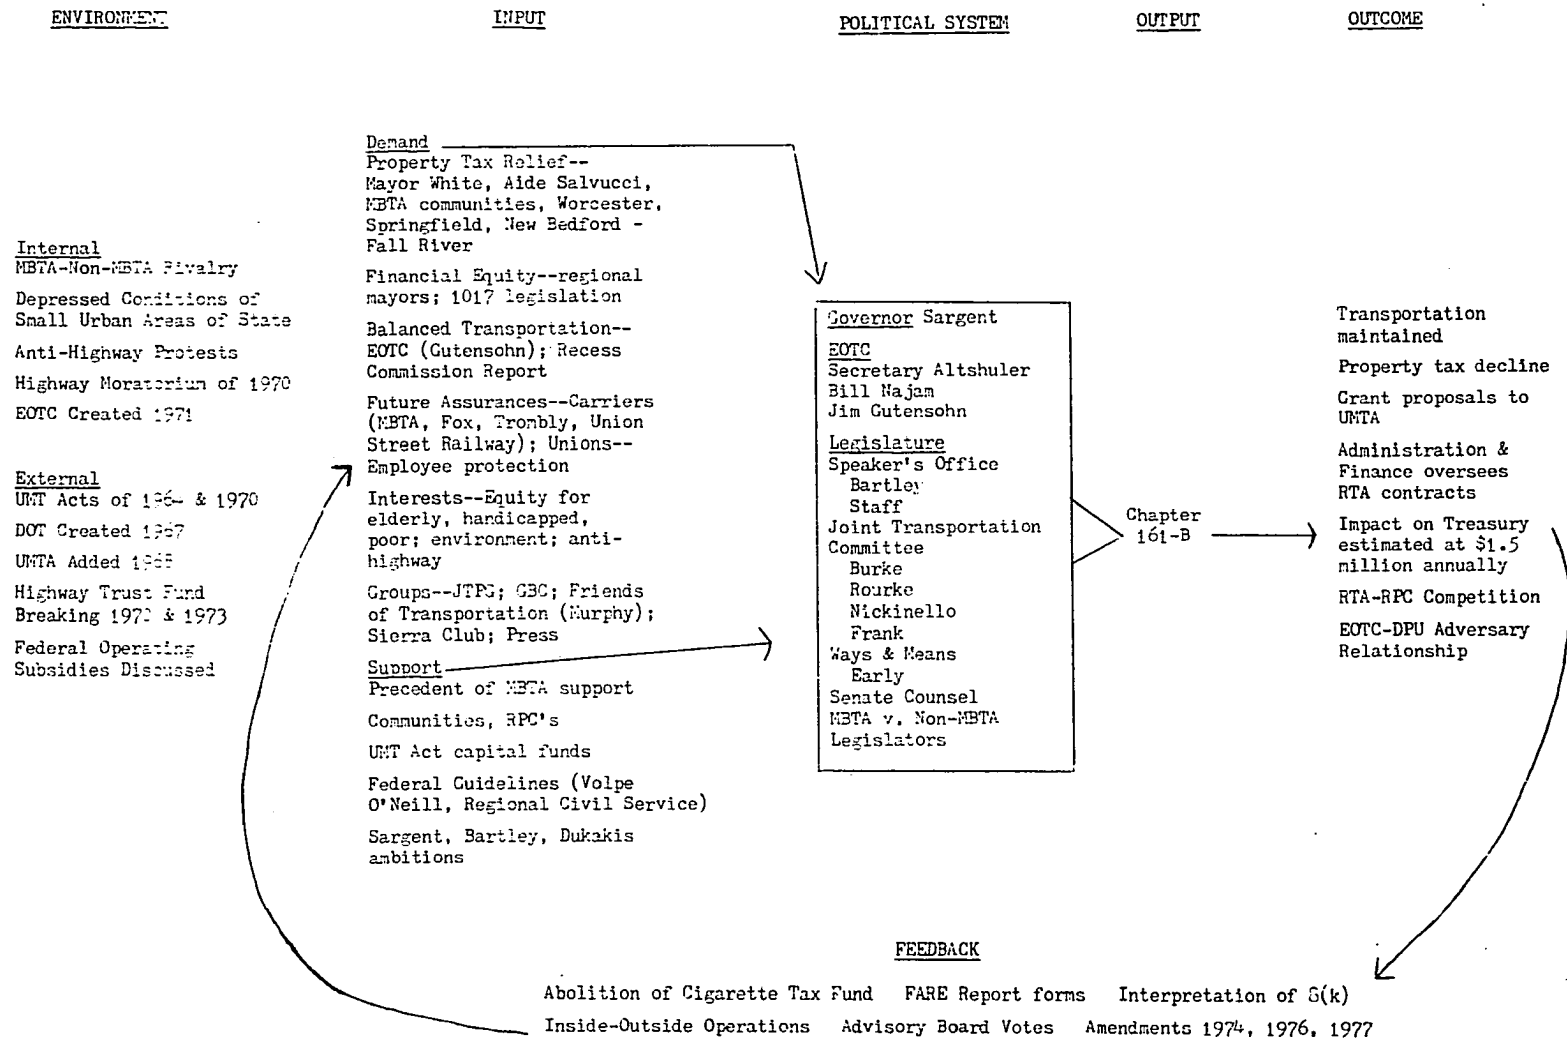 ENVIRONMENT
INPUT
POLITICAL SYSTEM
OUTPUT
OUTCOME
Internal
MBTA-Non-MBTA Rivalry
Depressed Conditions of
Small Urban Areas of State
Anti-Highway Protests
Highway Moratorium of 1970
EOTC Created 1971
External
UMT Acts of 1964 & 1970
DOT Created 1967
UMTA Added
Highway Trust Fund
Breaking & 1973
Federal Operating
Subsidies Discussed
Demand
Property Tax Relief--
Mayor White, Aide Salvucci,
MBTA communities, Worcester,
Springfield, New Bedford -
Fall River
Financial Equity--regional
mayors; 1017 legislation
Balanced Transportation--
EOTC (Gutensohn); Recess
Commission Report
Future Assurances--Carriers
(MBTA, Fox, Trombly, Union
Street Railway); Unions--
Employee protection
Interests--Equity for
elderly, handicapped,
poor; environment; anti-
highway
Groups--JTPG; GBC; Friends
of Transportation (Murphy);
Sierra Club; Press
Support
Precedent of MBTA support
Communities, RPC's
UMT Act capital funds
Federal Guidelines (Volpe
O'Neill, Regional Civil Service)
Sargent, Bartley, Dukakis
ambitions
Governor Sargent
EOTC
Secretary Altshuler
Bill Najam
Jim Gutensohn
Legislature
Speaker's Office
Bartley
Staff
Joint Transportation
Committee
Burke
Rourke
Nickinello
Frank
Ways & Means
Early
Senate Counsel
MBTA v. Non-MBTA
Legislators
Chapter
161-B
Transportation
maintained
Property tax decline
Grant proposals to
UMTA
Administration &
Finance oversees
RTA contracts
Impact on Treasury
estimated at $1.5
million annually
RTA-RPC Competition
EOTC-DPU Adversary
Relationship
FEEDBACK
Abolition of Cigarette Tax Fund FARE Report forms Interpretation of
Inside-Outside Operations Advisory Board Votes Amendments 1974, 1976, 1977